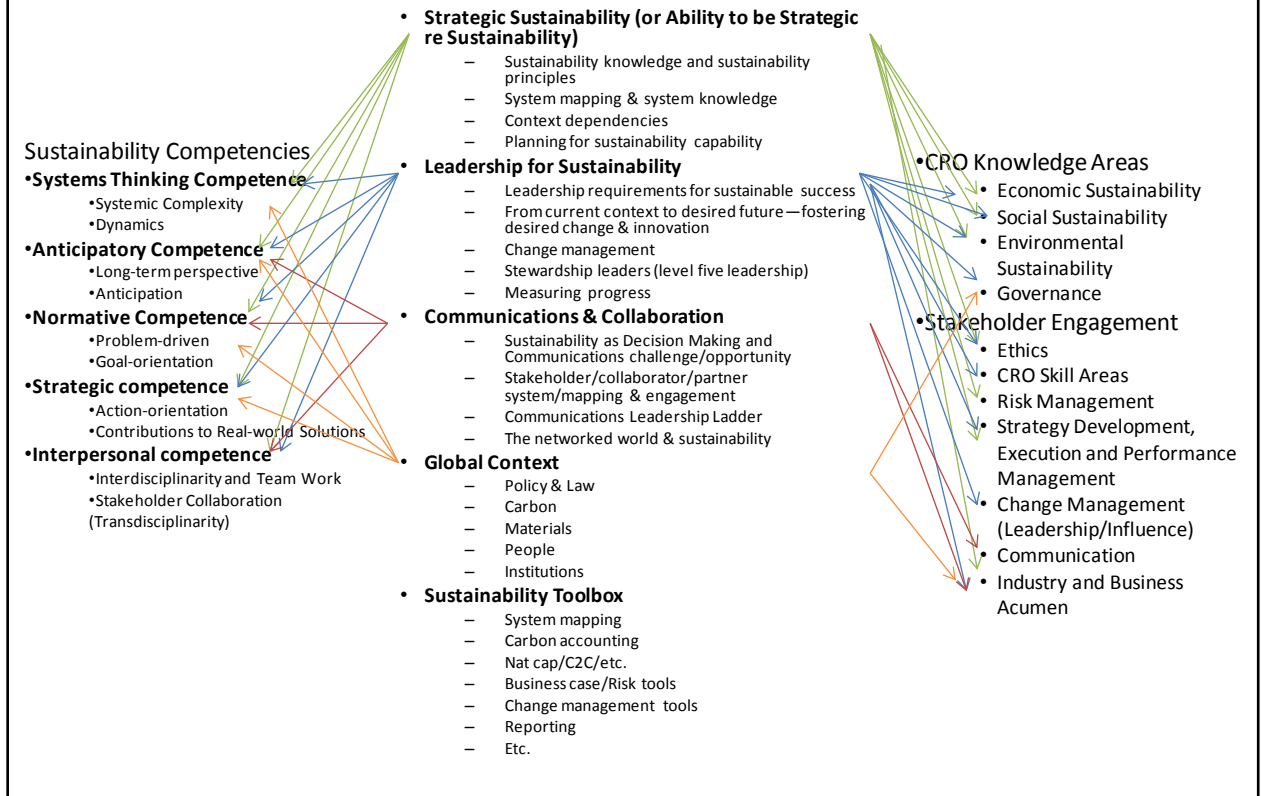 • Strategic Sustainability (or Ability to be Strategic
re Sustainability)
– Sustainability knowledge and sustainability
principles
– System mapping & system knowledge
– Context dependencies
– Planning for sustainability capability
• Leadership for Sustainability
– Leadership requirements for sustainable success
– From current context to desired future—fostering
desired change & innovation
– Change management
– Stewardship leaders (level five leadership)
– Measuring progress
• Communications & Collaboration
– Sustainability as Decision Making and
Communications challenge/opportunity
– Stakeholder/collaborator/partner
system/mapping & engagement
– Communications Leadership Ladder
– The networked world & sustainability
• Global Context
– Policy & Law
– Carbon
– Materials
– People
– Institutions
• Sustainability Toolbox
– System mapping
– Carbon accounting
– Nat cap/C2C/etc.
– Business case/Risk tools
– Change management tools
– Reporting
– Etc.
Sustainability Competencies
•Systems Thinking Competence
•Systemic Complexity
•Dynamics
•Anticipatory Competence
•Long-term perspective
•Anticipation
•Normative Competence
•Problem-driven
•Goal-orientation
•Strategic competence
•Action-orientation
•Contributions to Real-world Solutions
•Interpersonal competence
•Interdisciplinarity and Team Work
•Stakeholder Collaboration
(Transdisciplinarity)
•CRO Knowledge Areas
• Economic Sustainability
• Social Sustainability
• Environmental
Sustainability
• Governance
•Stakeholder Engagement
• Ethics
• CRO Skill Areas
• Risk Management
• Strategy Development,
Execution and Performance
Management
• Change Management
(Leadership/Influence)
• Communication
• Industry and Business
Acumen